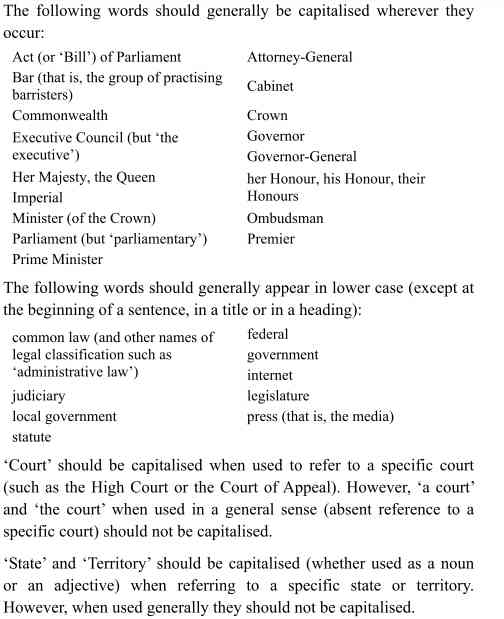 The following words should generally be capitalised wherever they
occur:
Act (or ‘Bill’) of Parliament
Bar (that is, the group of practising
barristers)
Commonwealth
Executive Council (but ‘the
executive’)
Her Majesty, the Queen
Imperial
Minister (of the Crown)
Parliament (but ‘parliamentary’)
Prime Minister
Attorney-General
Cabinet
Crown
Governor
Governor-General
her Honour, his Honour, their
Honours
Ombudsman
Premier
The following words should generally appear in lower case (except at
the beginning of a sentence, in a title or in a heading):
common law (and other names of
legal classification such as
‘administrative law’)
judiciary
local government
statute
federal
government
internet
legislature
press (that is, the media)
‘Court’ should be capitalised when used to refer to a specific court
(such as the High Court or the Court of Appeal). However, ‘a court’
and ‘the court’ when used in a general sense (absent reference to a
specific court) should not be capitalised.
‘State’ and ‘Territory’ should be capitalised (whether used as a noun
or an adjective) when referring to a specific state or territory.
However, when used generally they should not be capitalised.